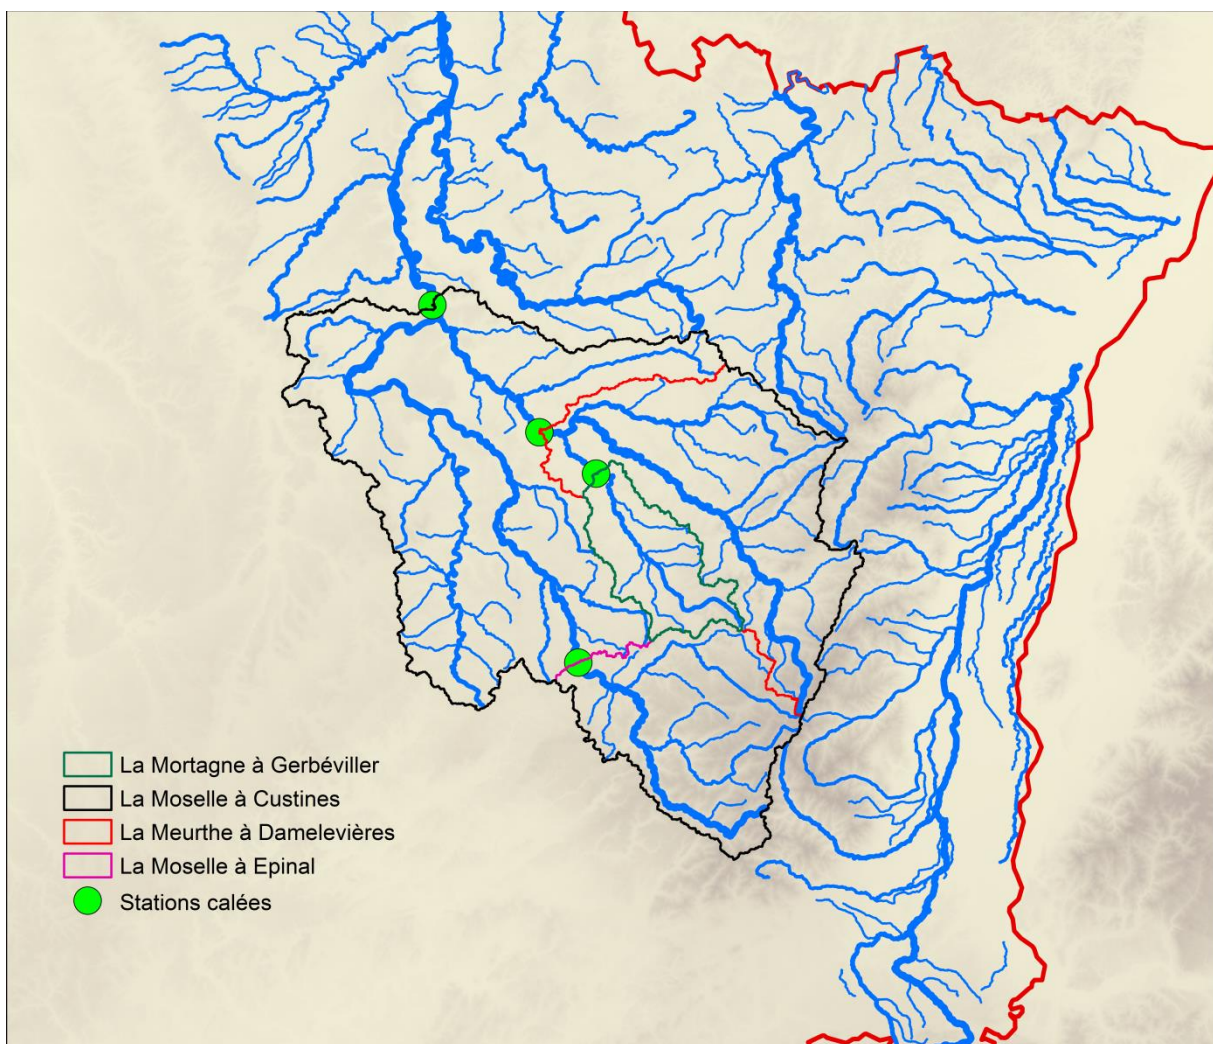 La Mortagne à Gerbéviller
La Moselle à Custines
La Meurthe à Damelevières
La Moselle à Epinal
Stations calées